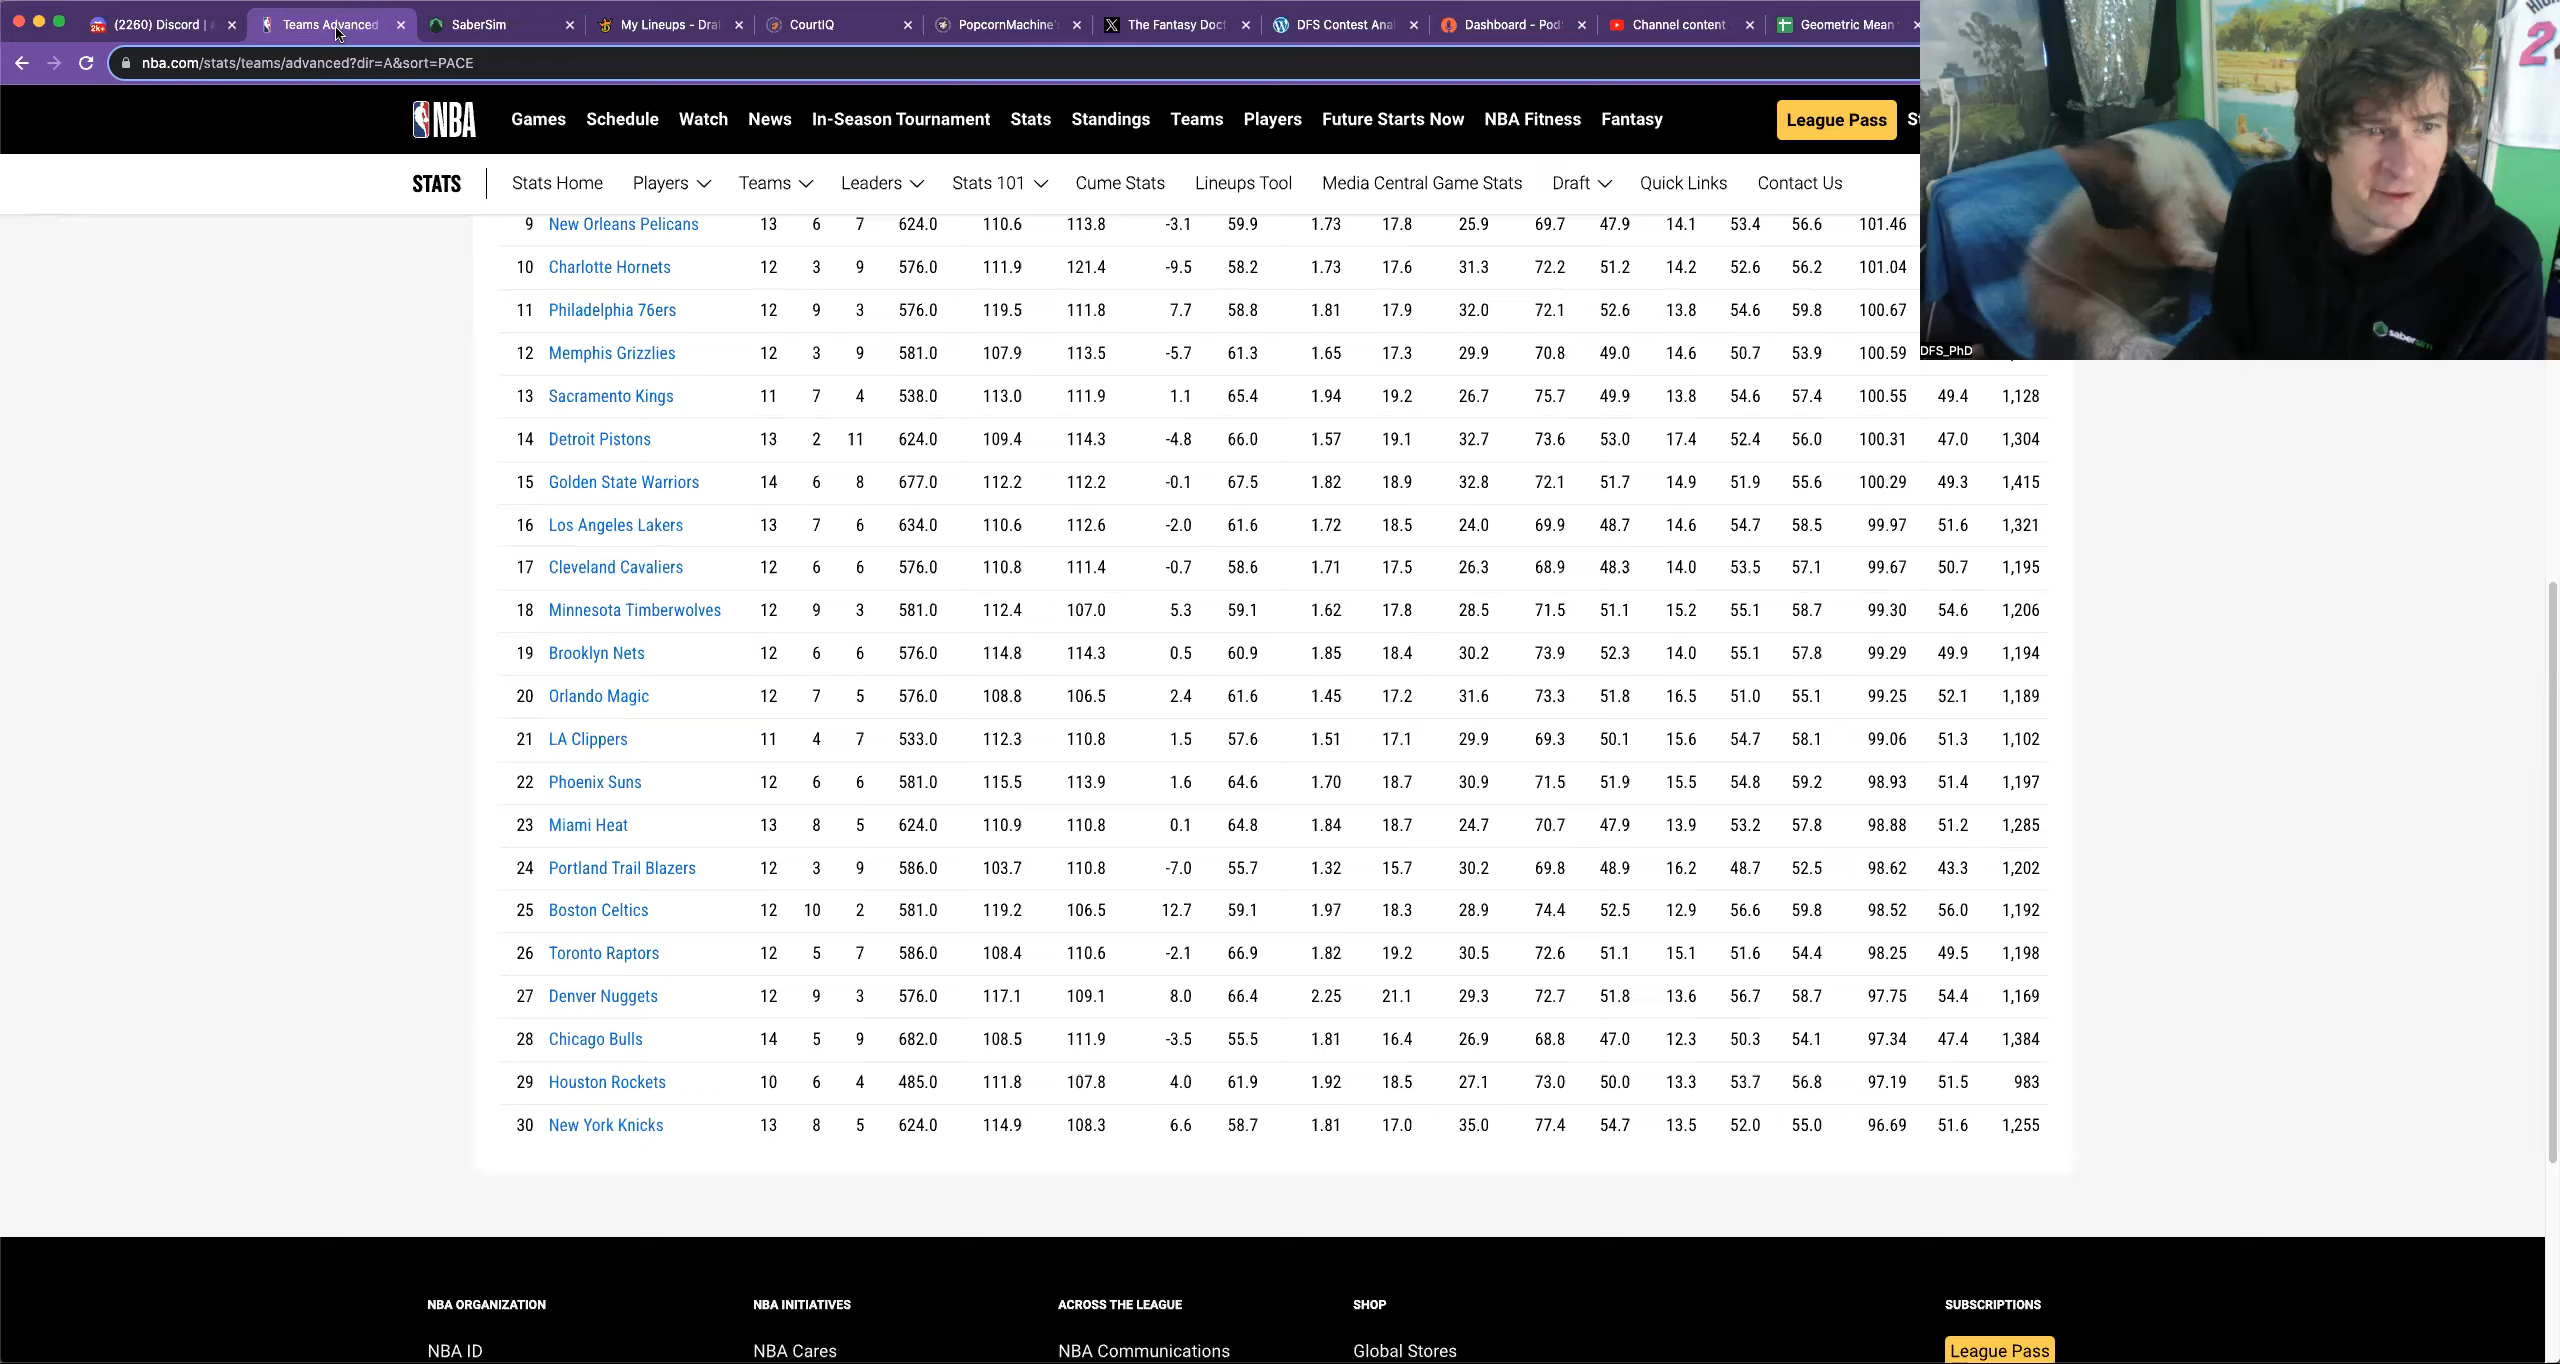 (2260) Discord |
Teams Advanced
SaberSim
My Lineups - Dra
CourtIQ
PopcornMachine
The Fantasy Doct
DFS Contest Ana
Dashboard - Pod
Channel content
Geometric Mean
nba.com/stats/teams/advanced?dir=A&sort=PACE
NBA Games Schedule Watch News In-Season Tournament Stats Standings Teams Players Future Starts Now NBA Fitness Fantasy League Pass
STATS Stats Home Players Teams Leaders Stats 101 Cume Stats Lineups Tool Media Central Game Stats Draft Quick Links Contact Us
9 New Orleans Pelicans 13 6 7 624.0 110.6 113.8 -3.1 59.9 1.73 17.8 25.9 69.7 47.9 14.1 53.4 56.6 101.46
10 Charlotte Hornets 12 3 9 576.0 111.9 121.4 -9.5 58.2 1.73 17.6 31.3 72.2 51.2 14.2 52.6 56.2 101.04
11 Philadelphia 76ers 12 9 3 576.0 119.5 111.8 7.7 58.8 1.81 17.9 32.0 72.1 52.6 13.8 54.6 59.8 100.67
12 Memphis Grizzlies 12 3 9 581.0 107.9 113.5 -5.7 61.3 1.65 17.3 29.9 70.8 49.0 14.6 50.7 53.9 100.59
sabersim
DFS_PhD
13 Sacramento Kings 11 7 4 538.0 113.0 111.9 1.1 65.4 1.94 19.2 26.7 75.7 49.9 13.8 54.6 57.4 100.55 49.4 1,128
14 Detroit Pistons 13 2 11 624.0 109.4 114.3 -4.8 66.0 1.57 19.1 32.7 73.6 53.0 17.4 52.4 56.0 100.31 47.0 1,304
15 Golden State Warriors 14 6 8 677.0 112.2 112.2 -0.1 67.5 1.82 18.9 32.8 72.1 51.7 14.9 51.9 55.6 100.29 49.3 1,415
16 Los Angeles Lakers 13 7 6 634.0 110.6 112.6 -2.0 61.6 1.72 18.5 24.0 69.9 48.7 14.6 54.7 58.5 99.97 51.6 1,321
17 Cleveland Cavaliers 12 6 6 576.0 110.8 111.4 -0.7 58.6 1.71 17.5 26.3 68.9 48.3 14.0 53.5 57.1 99.67 50.7 1,195
18 Minnesota Timberwolves 12 9 3 581.0 112.4 107.0 5.3 59.1 1.62 17.8 28.5 71.5 51.1 15.2 55.1 58.7 99.30 54.6 1,206
19 Brooklyn Nets 12 6 6 576.0 114.8 114.3 0.5 60.9 1.85 18.4 30.2 73.9 52.3 14.0 55.1 57.8 99.29 49.9 1,194
20 Orlando Magic 12 7 5 576.0 108.8 106.5 2.4 61.6 1.45 17.2 31.6 73.3 51.8 16.5 51.0 55.1 99.25 52.1 1,189
21 LA Clippers 11 4 7 533.0 112.3 110.8 1.5 57.6 1.51 17.1 29.9 69.3 50.1 15.6 54.7 58.1 99.06 51.3 1,102
22 Phoenix Suns 12 6 6 581.0 115.5 113.9 1.6 64.6 1.70 18.7 30.9 71.5 51.9 15.5 54.8 59.2 98.93 51.4 1,197
23 Miami Heat 13 8 5 624.0 110.9 110.8 0.1 64.8 1.84 18.7 24.7 70.7 47.9 13.9 53.2 57.8 98.88 51.2 1,285
24 Portland Trail Blazers 12 3 9 586.0 103.7 110.8 -7.0 55.7 1.32 15.7 30.2 69.8 48.9 16.2 48.7 52.5 98.62 43.3 1,202
25 Boston Celtics 12 10 2 581.0 119.2 106.5 12.7 59.1 1.97 18.3 28.9 74.4 52.5 12.9 56.6 59.8 98.52 56.0 1,192
26 Toronto Raptors 12 5 7 586.0 108.4 110.6 -2.1 66.9 1.82 19.2 30.5 72.6 51.1 15.1 51.6 54.4 98.25 49.5 1,198
27 Denver Nuggets 12 9 3 576.0 117.1 109.1 8.0 66.4 2.25 21.1 29.3 72.7 51.8 13.6 56.7 58.7 97.75 54.4 1,169
28 Chicago Bulls 14 5 9 682.0 108.5 111.9 -3.5 55.5 1.81 16.4 26.9 68.8 47.0 12.3 50.3 54.1 97.34 47.4 1,384
29 Houston Rockets 10 6 4 485.0 111.8 107.8 4.0 61.9 1.92 18.5 27.1 73.0 50.0 13.3 53.7 56.8 97.19 51.5 983
30 New York Knicks 13 8 5 624.0 114.9 108.3 6.6 58.7 1.81 17.0 35.0 77.4 54.7 13.5 52.0 55.0 96.69 51.6 1,255
NBA ORGANIZATION NBA INITIATIVES ACROSS THE LEAGUE SHOP SUBSCRIPTIONS
NBA ID NBA Cares NBA Communications Global Stores League Pass